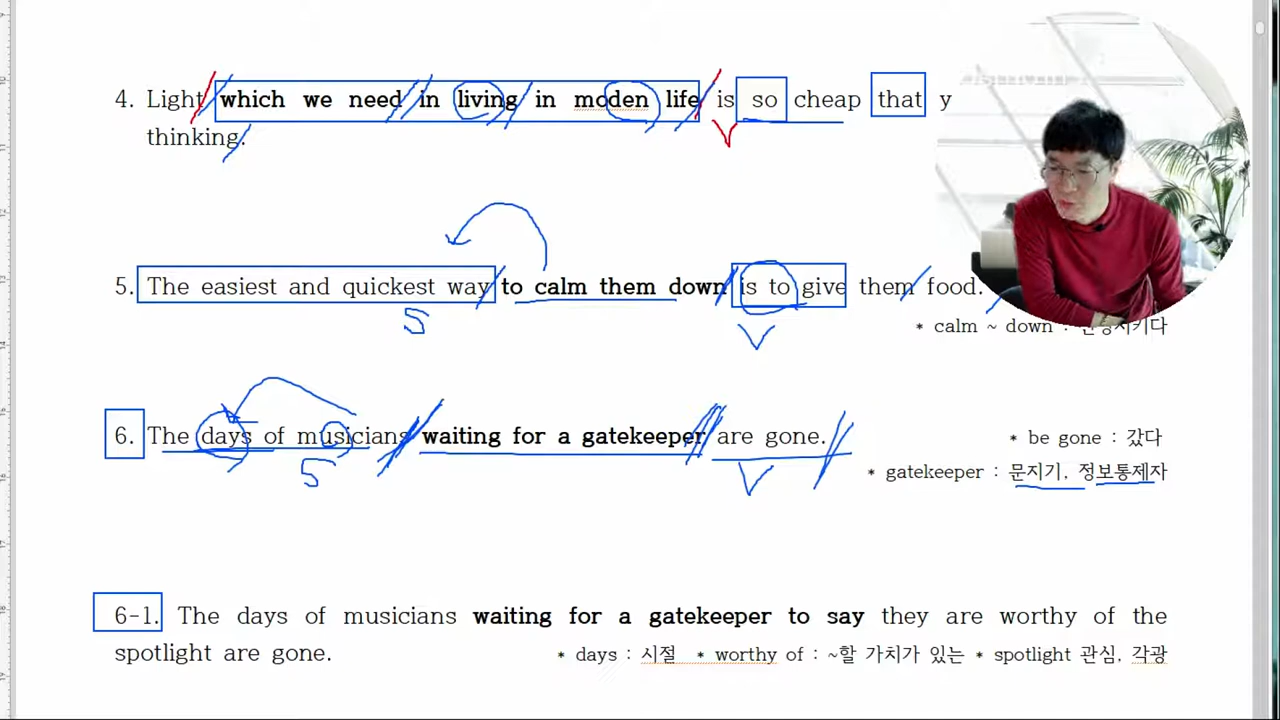 4. Light which we need in living in moden life is so cheap that y
thinking.
5. The easiest and quickest way to calm them down is to give them food.
* calm ~ down :
6. The days of musicians waiting for a gatekeeper are gone.
* be gone : 갔다
* gatekeeper : 문지기, 정보통제자
S
V
V
S
V
6-1. The days of musicians waiting for a gatekeeper to say they are worthy of the
spotlight are gone.
* days : 시절 * worthy of : ~할 가치가 있는 * spotlight 관심, 각광